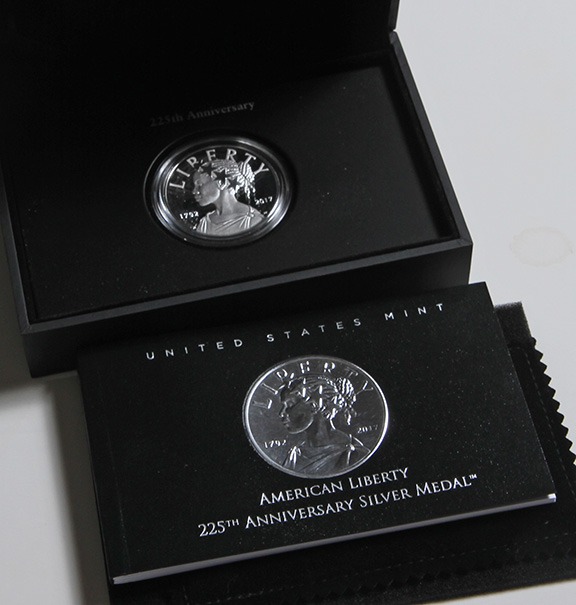 225th Anniversary
LIBERTY
1792 2017
UNITED STATES MINT
LIBERTY
1792 2017
AMERICAN LIBERTY
225TH ANNIVERSARY SILVER MEDAL™